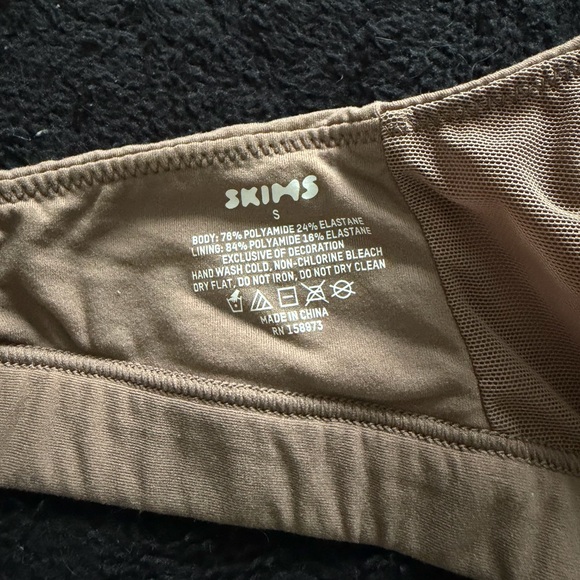 SKIMS
S
BODY: 76% POLYAMIDE 24% ELASTANE
LINING: 84% POLYAMIDE 16% ELASTANE
EXCLUSIVE OF DECORATION
HAND WASH COLD, NON-CHLORINE BLEACH
DRY FLAT, DO NOT IRON, DO NOT DRY CLEAN
MADE IN CHINA
RN 158973